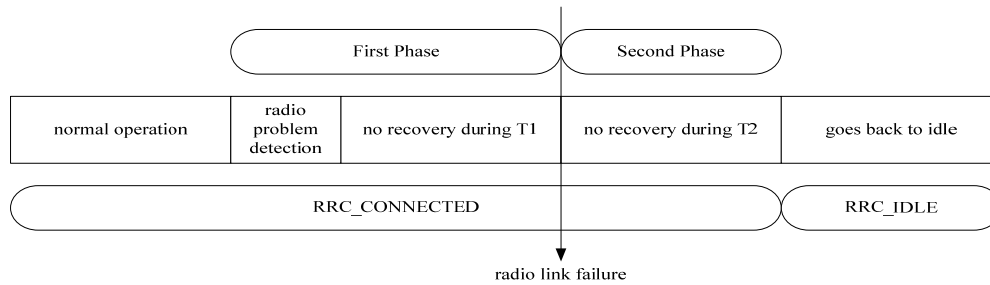 First Phase
Second Phase
normal operation
radio
problem
detection
no recovery during T1
no recovery during T2
goes back to idle
RRC_CONNECTED
RRC_IDLE
radio link failure